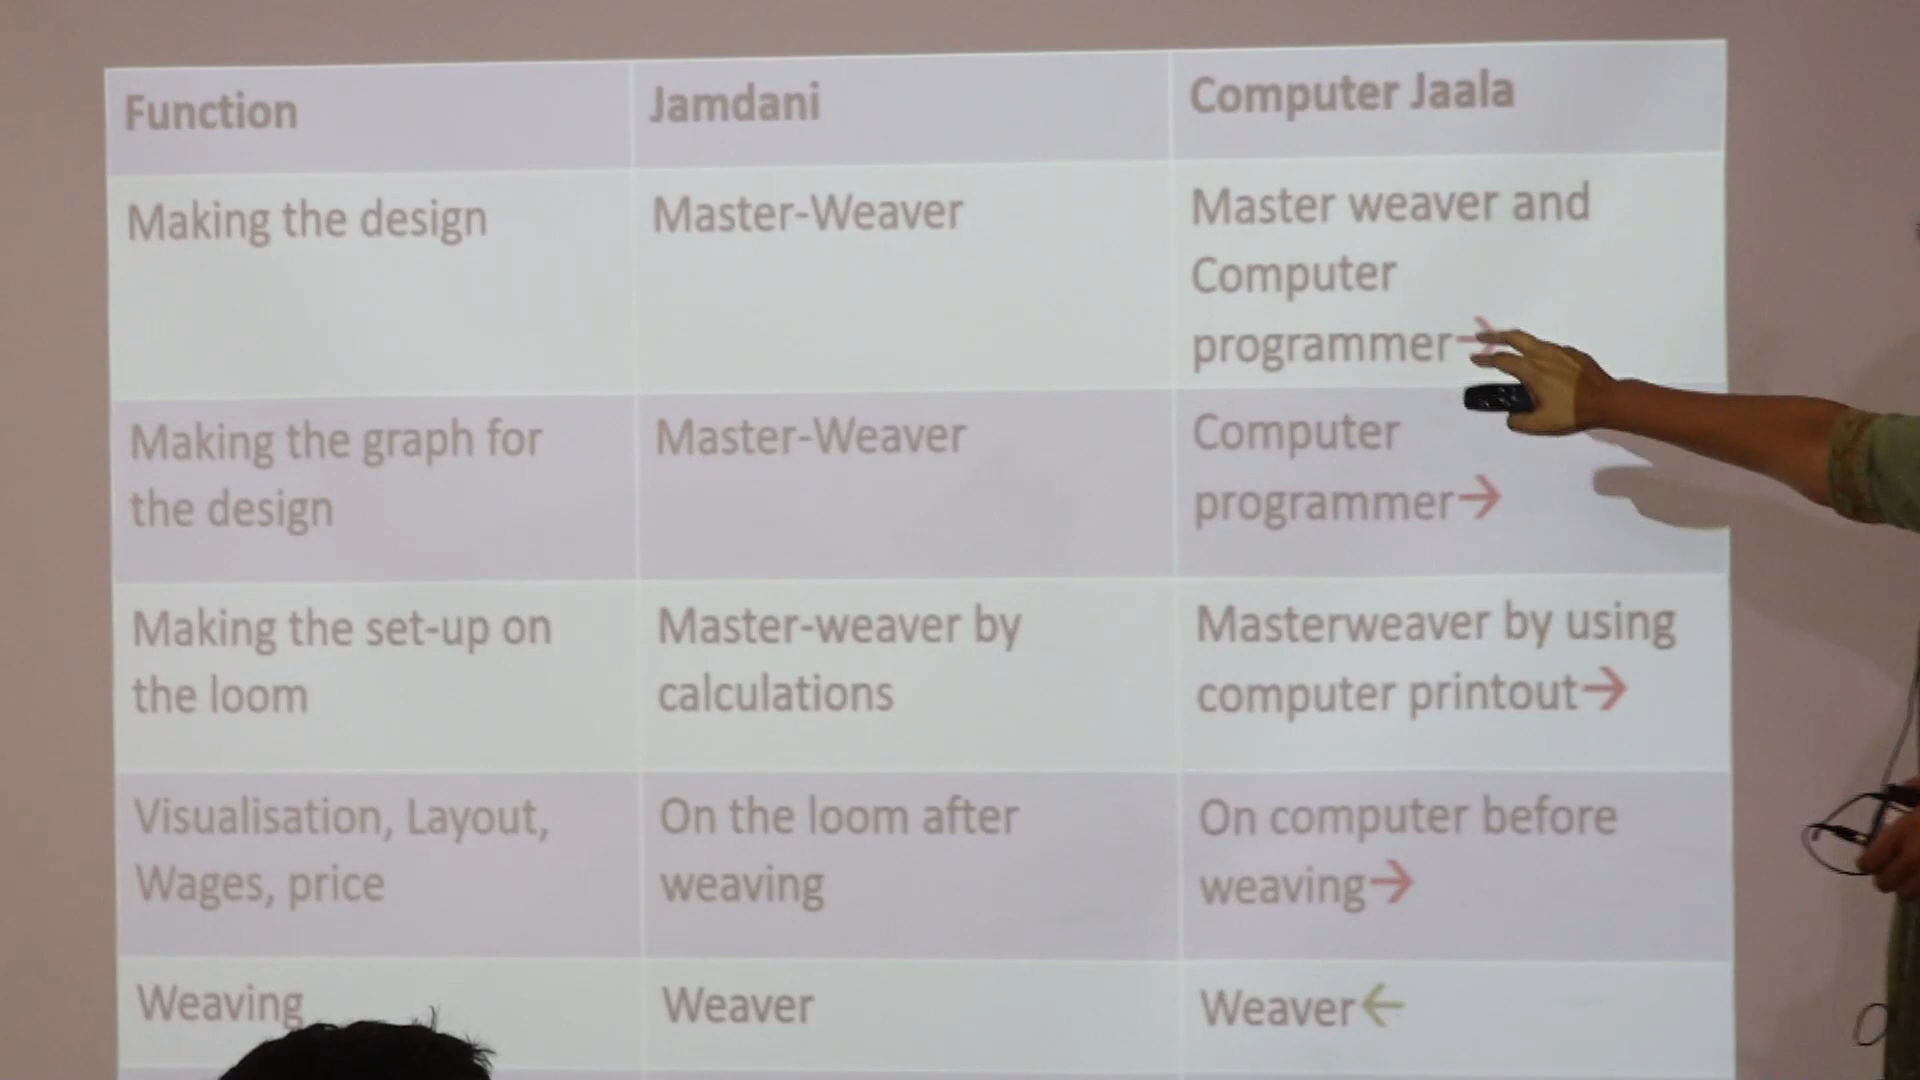 Function
Jamdani
Computer Jaala
Making the design
Master-Weaver
Master weaver and
Computer
programmer→
Making the graph for
the design
Master-Weaver
Computer
programmer→
Making the set-up on
the loom
Master-weaver by
calculations
Masterweaver by using
computer printout→
Visualisation, Layout,
Wages, price
On the loom after
weaving
On computer before
weaving→
Weaving
Weaver
Weaver←